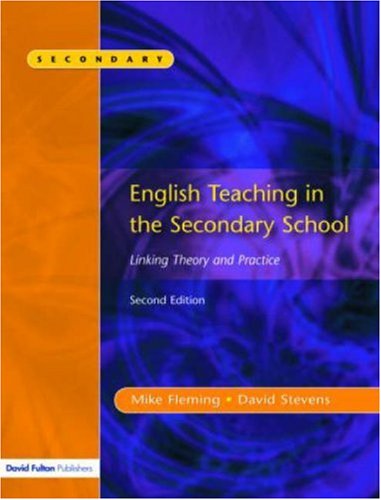 SECONDARY
English Teaching in
the Secondary School
Linking Theory and Practice
Second Edition
Mike Fleming • David Stevens
David Fulton Publishers